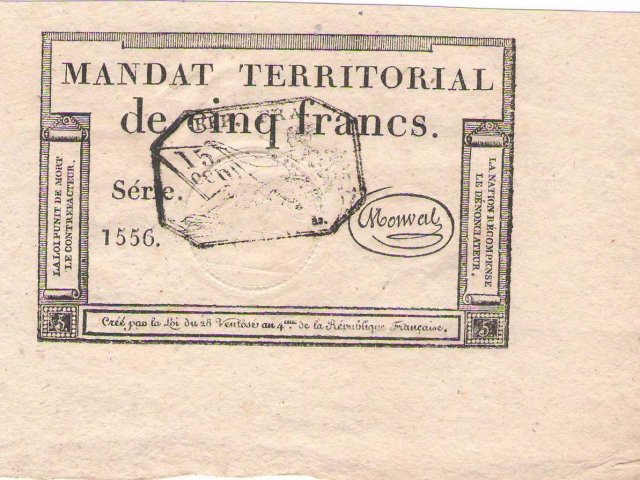 MANDAT TERRITORIAL
de cinq francs.
15
Série.
1556.
Monval
LA LOI PUNIT DE MORT
LE CONTREFACTEUR.
LA NATION RÉCOMPENSE
LE DÉNONCIATEUR.
5
Créé par la Loi du 28 Ventôse an 4.me de la République Française.
5